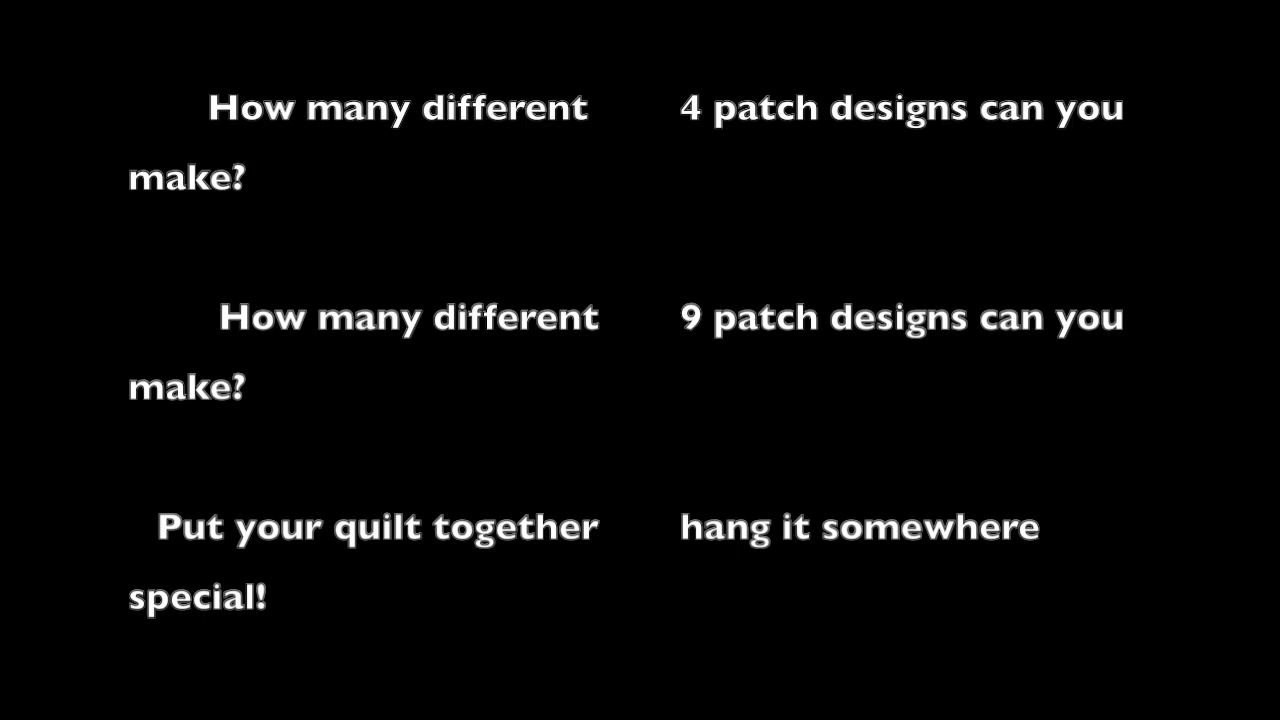 How many different 4 patch designs can you
make?
How many different 9 patch designs can you
make?
Put your quilt together hang it somewhere
special!